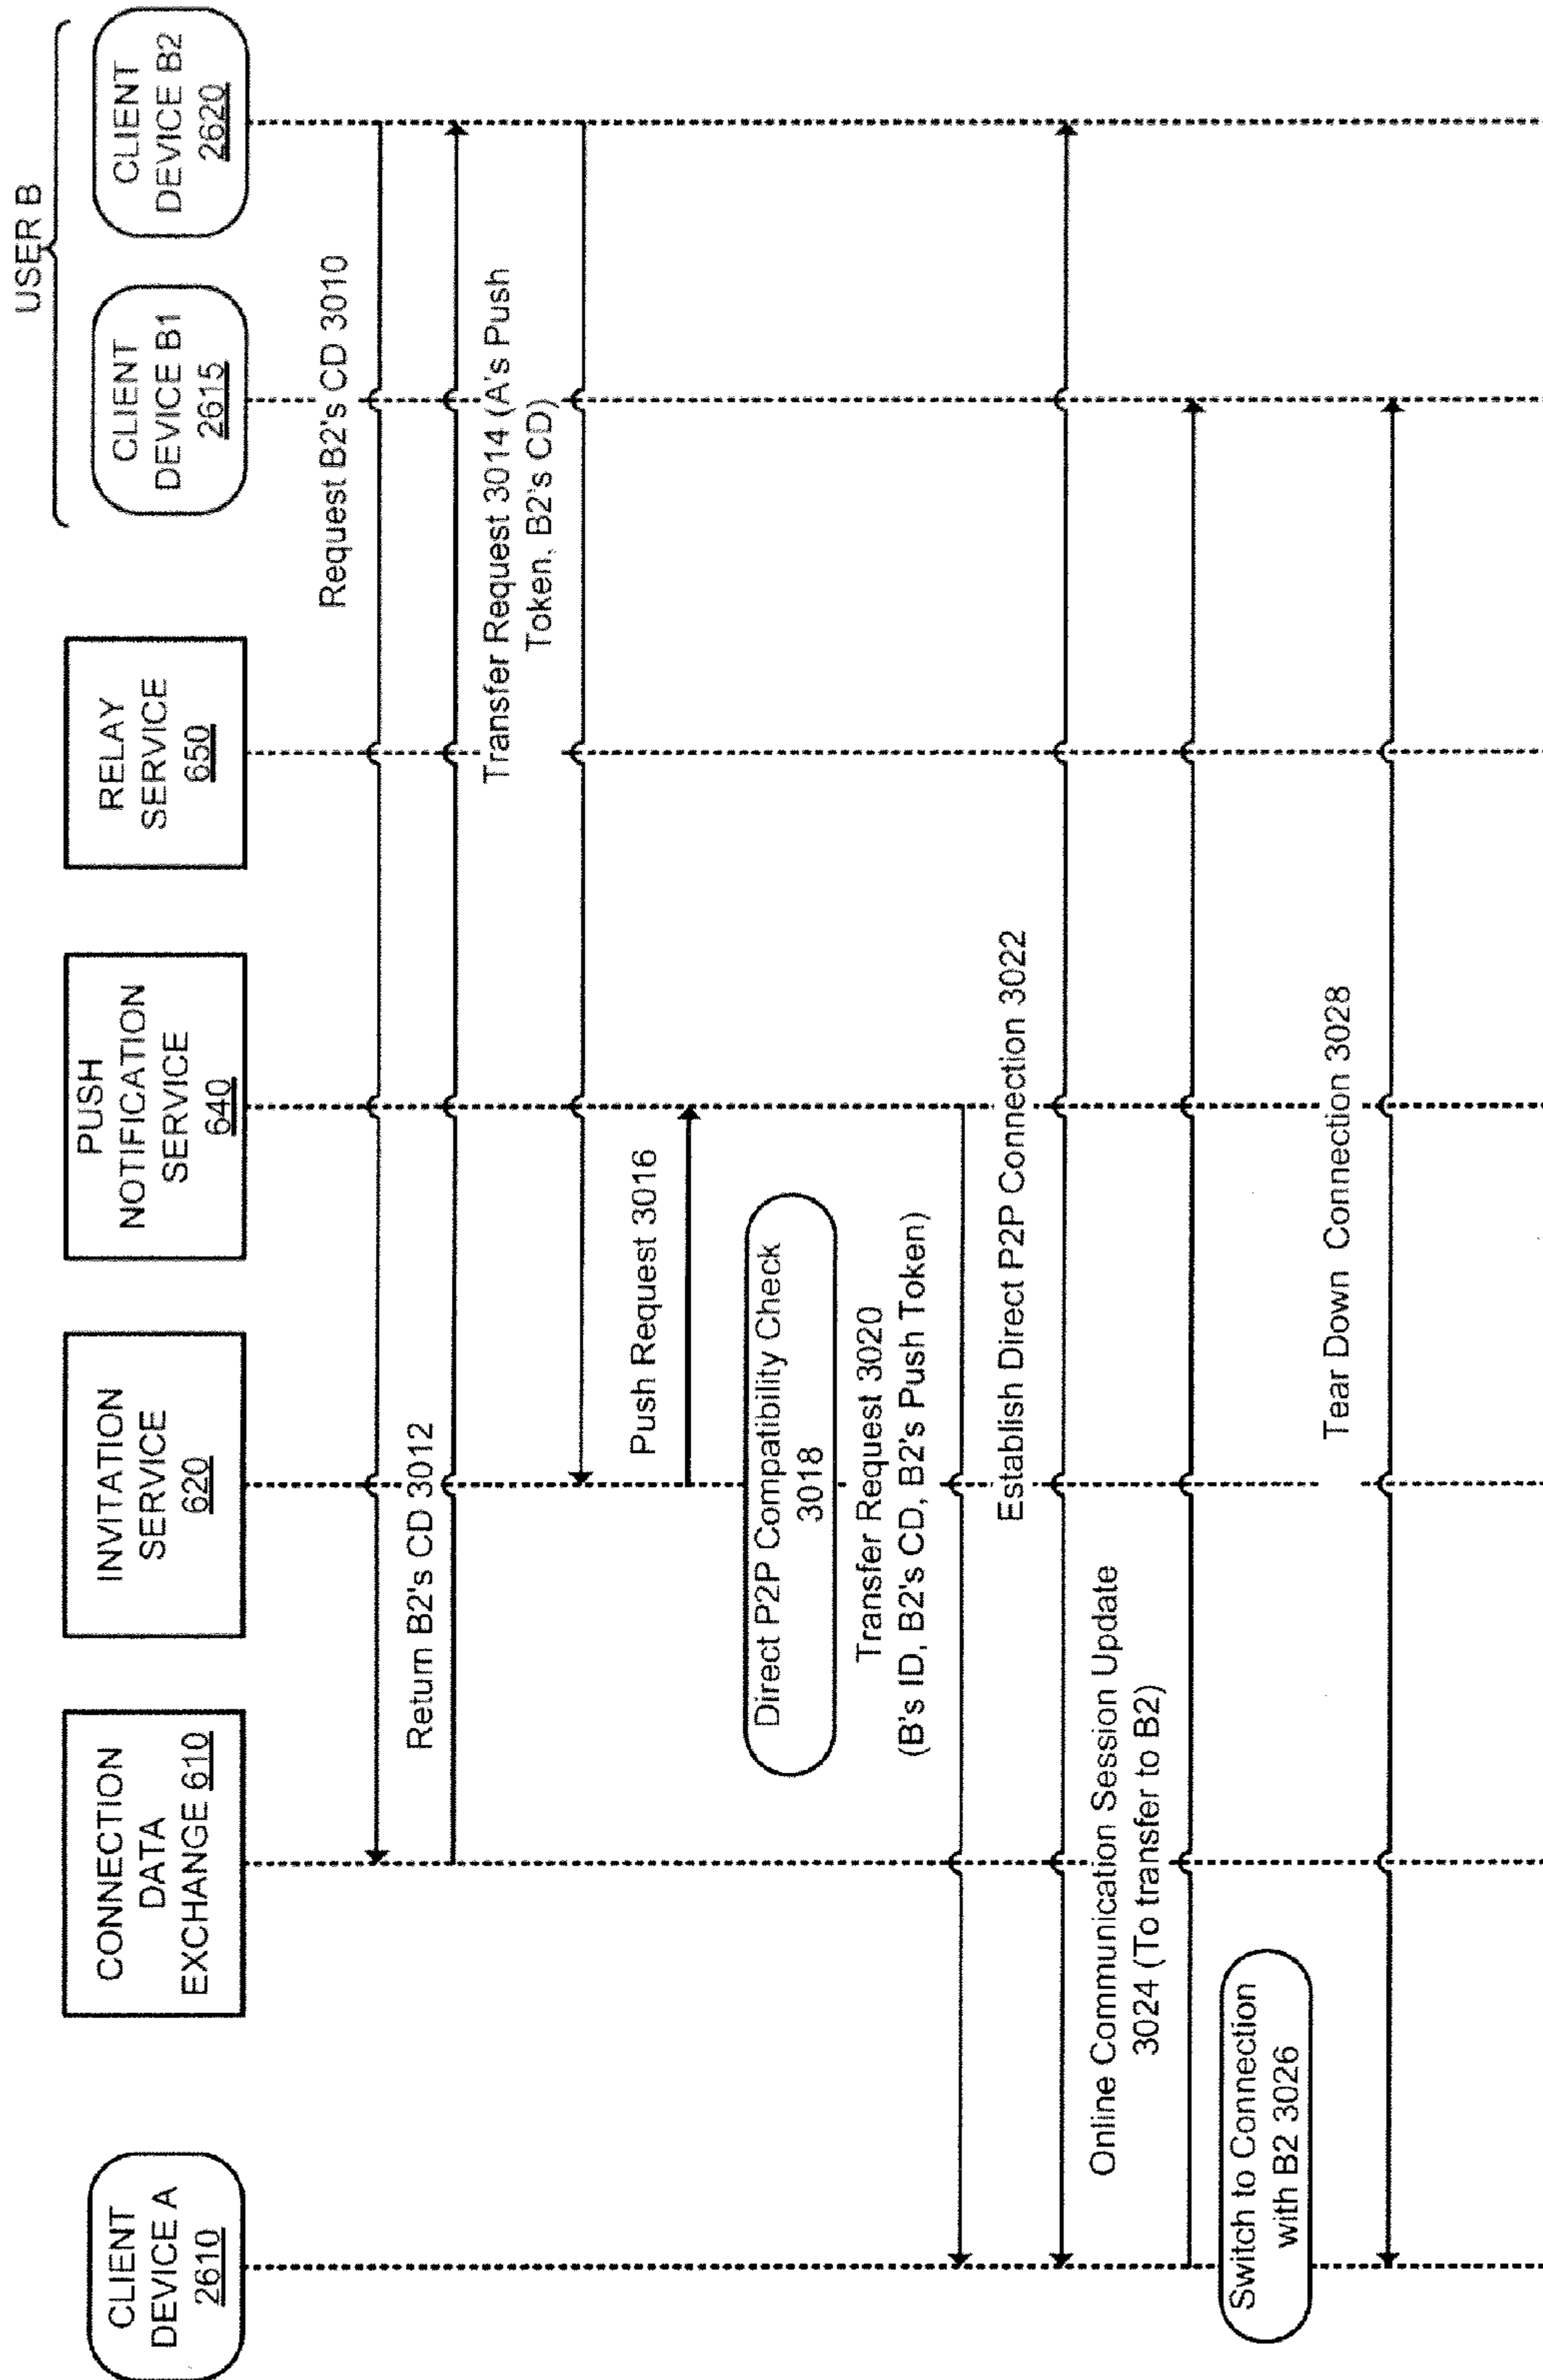 USER B
CLIENT
DEVICE A
2610
CONNECTION
DATA
EXCHANGE 610
INVITATION
SERVICE
620
PUSH
NOTIFICATION
SERVICE
640
RELAY
SERVICE
650
CLIENT
DEVICE B1
2615
CLIENT
DEVICE B2
2620
Request B2's CD 3010
Return B2's CD 3012
Transfer Request 3014 (A's Push
Token, B2's CD)
Push Request 3016
Direct P2P Compatibility Check
3018
Transfer Request 3020
(B's ID, B2's CD, B2's Push Token)
Establish Direct P2P Connection 3022
Online Communication Session Update
3024 (To transfer to B2)
Switch to Connection
with B2 3026
Tear Down Connection 3028